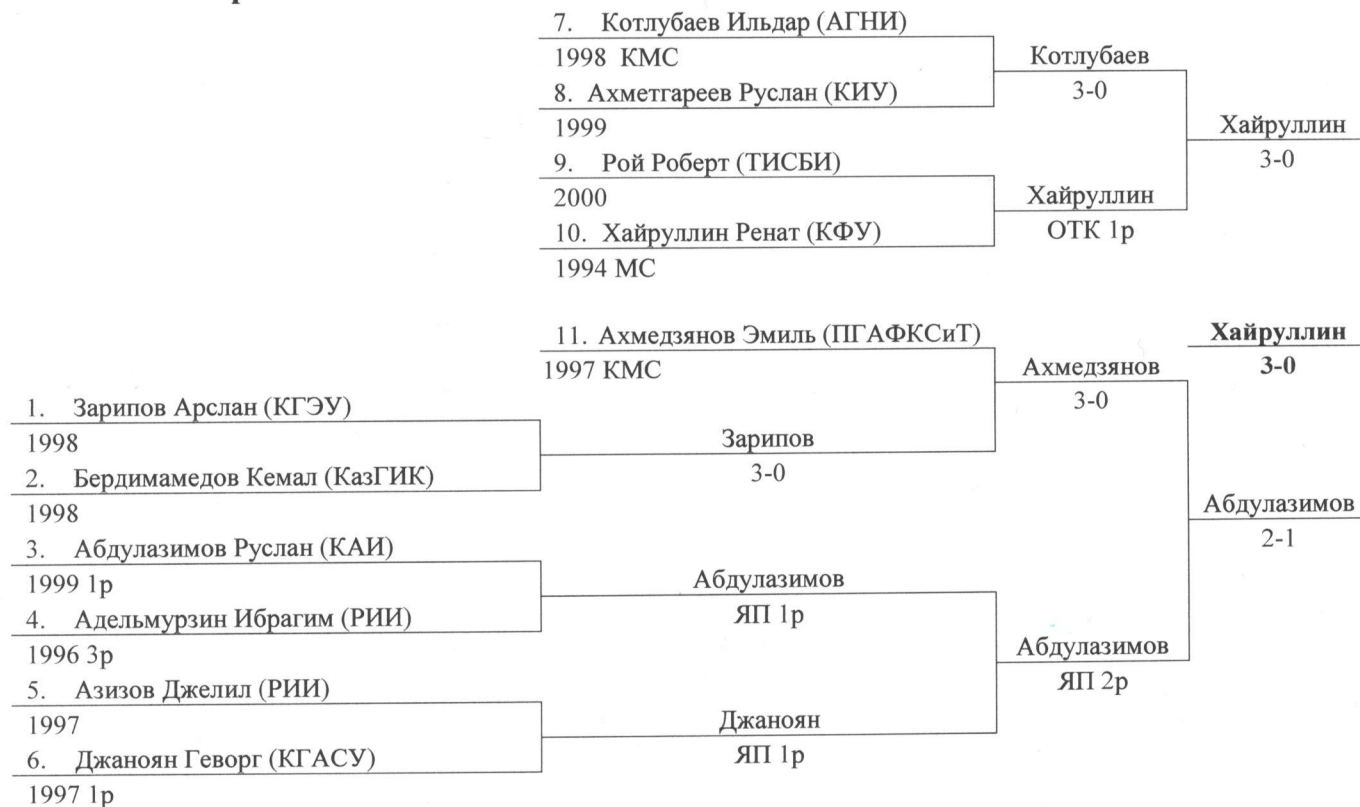 7. Котлубаев Ильдар (АГНИ)
1998 КМС
Котлубаев
8. Ахметгареев Руслан (КИУ)
3-0
1999
Хайруллин
9. Рой Роберт (ТИСБИ)
3-0
2000
Хайруллин
10. Хайруллин Ренат (КФУ)
ОТК 1р
1994 МС
11. Ахмедзянов Эмиль (ПГАФКСиТ)
Хайруллин
1997 КМС
Ахмедзянов
3-0
1. Зарипов Арслан (КГЭУ)
3-0
1998
Зарипов
2. Бердимамедов Кемал (КазГИК)
3-0
1998
Абдулазимов
3. Абдулазимов Руслан (КАИ)
2-1
1999 1р
Абдулазимов
4. Адельмурзин Ибрагим (РИИ)
ЯП 1р
1996 3р
Абдулазимов
5. Азизов Джелил (РИИ)
ЯП 2р
1997
Джаноян
6. Джаноян Геворг (КГАСУ)
ЯП 1р
1997 1р